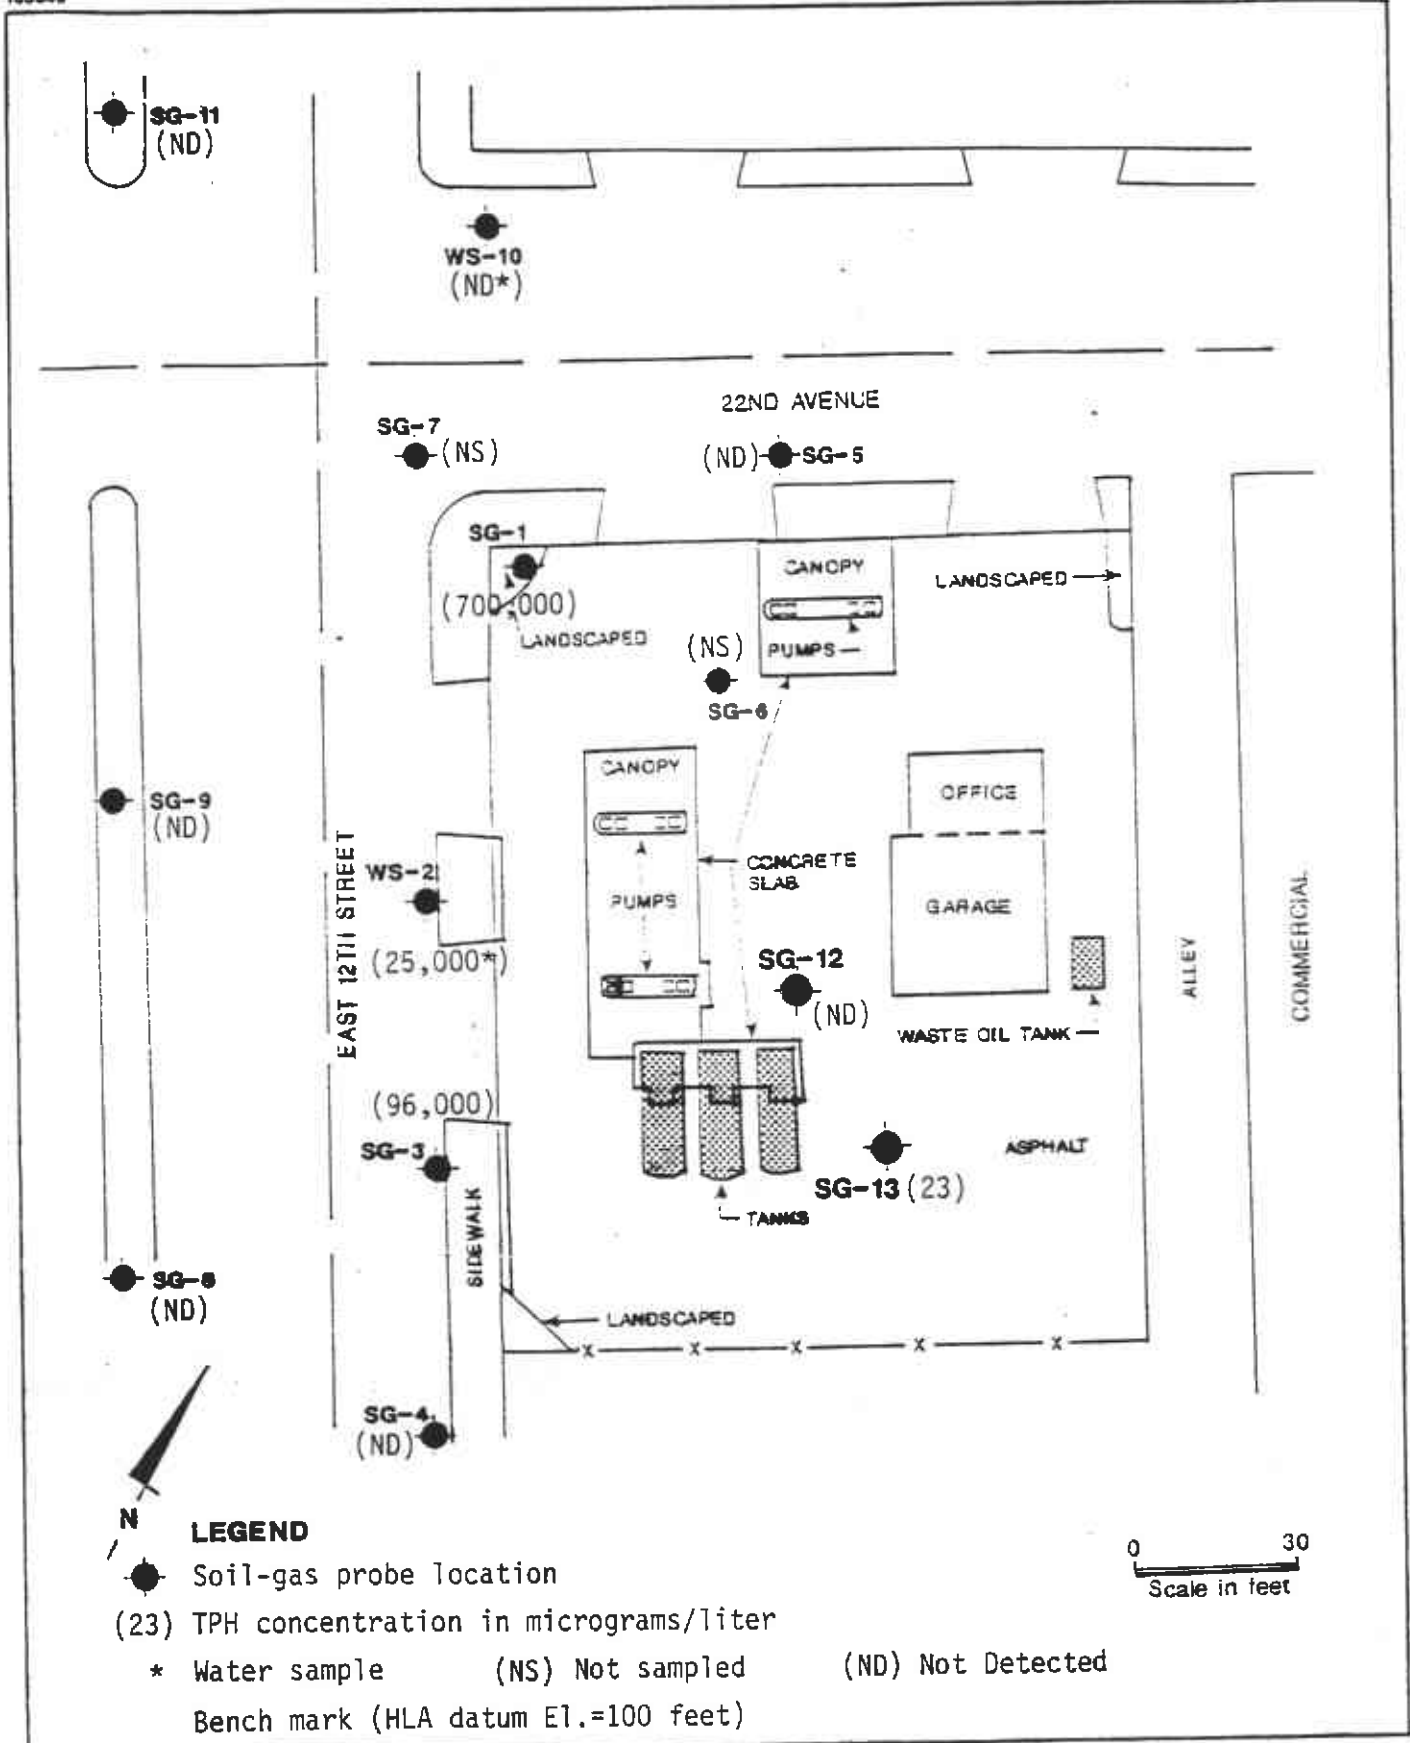 SG-11
(ND)
WS-10
(ND*)
22ND AVENUE
SG-7
(NS)
(ND)
SG-5
SG-1
(700,000)
LANDSCAPED
CANOPY
PUMPS
LANDSCAPED
(NS)
SG-6
CANOPY
PUMPS
CONCRETE
SLAB
OFFICE
GARAGE
SG-9
(ND)
EAST 12TH STREET
WS-2
(25,000*)
SG-12
(ND)
WASTE OIL TANK
ALLEY
COMMERCIAL
(96,000)
SG-3
SIDEWALK
SG-13 (23)
ASPHALT
TANKS
SG-8
(ND)
LANDSCAPED
x x x x x
SG-4
(ND)
N
LEGEND
Soil-gas probe location
(23) TPH concentration in micrograms/liter
* Water sample (NS) Not sampled (ND) Not Detected
Bench mark (HLA datum El.=100 feet)
0 30
Scale in feet